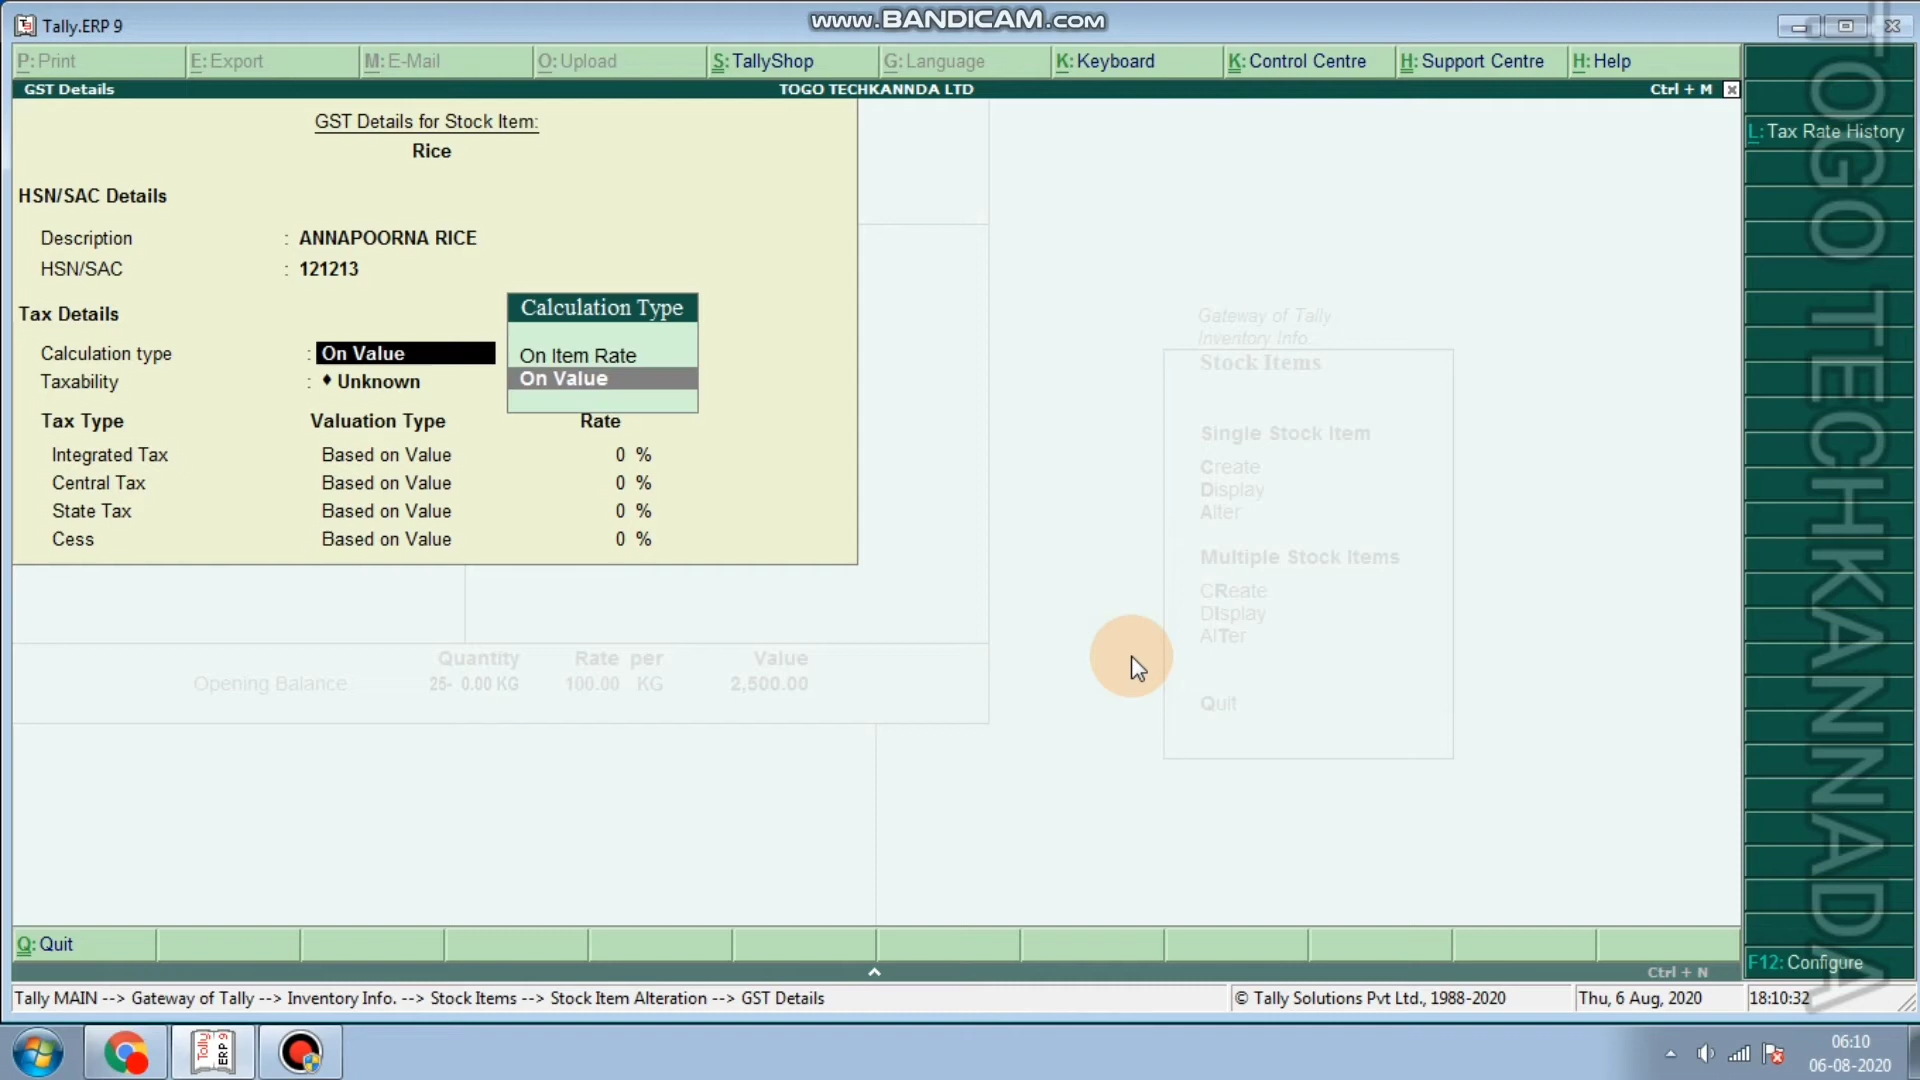 www.BANDICAM.com
Tally.ERP 9
P: Print E: Export M: E-Mail O: Upload S: TallyShop G: Language K: Keyboard K: Control Centre H: Support Centre H: Help
GST Details TOGO TECHKANNDA LTD Ctrl + M
L: Tax Rate History
GST Details for Stock Item:
Rice
HSN/SAC Details
Description : ANNAPOORNA RICE
HSN/SAC : 121213
Tax Details
Calculation type : On Value
Taxability : ♦ Unknown
Calculation Type
On Item Rate
On Value
Tax Type Valuation Type Rate
Integrated Tax Based on Value 0 %
Central Tax Based on Value 0 %
State Tax Based on Value 0 %
Cess Based on Value 0 %
Gateway of Tally
Inventory Info.
Stock Items
Single Stock Item
Create
Display
Alter
Multiple Stock Items
CReate
DIsplay
AlTer
Quit
Quantity Rate per Value
Opening Balance 25- 0.00 KG 100.00 KG 2,500.00
TOGO TECHKANNADA
Q: Quit
F12: Configure
Ctrl + N
Tally MAIN --> Gateway of Tally --> Inventory Info. --> Stock Items --> Stock Item Alteration --> GST Details
© Tally Solutions Pvt Ltd., 1988-2020
Thu, 6 Aug, 2020
18:10:32
Tally ERP 9
06:10
06-08-2020